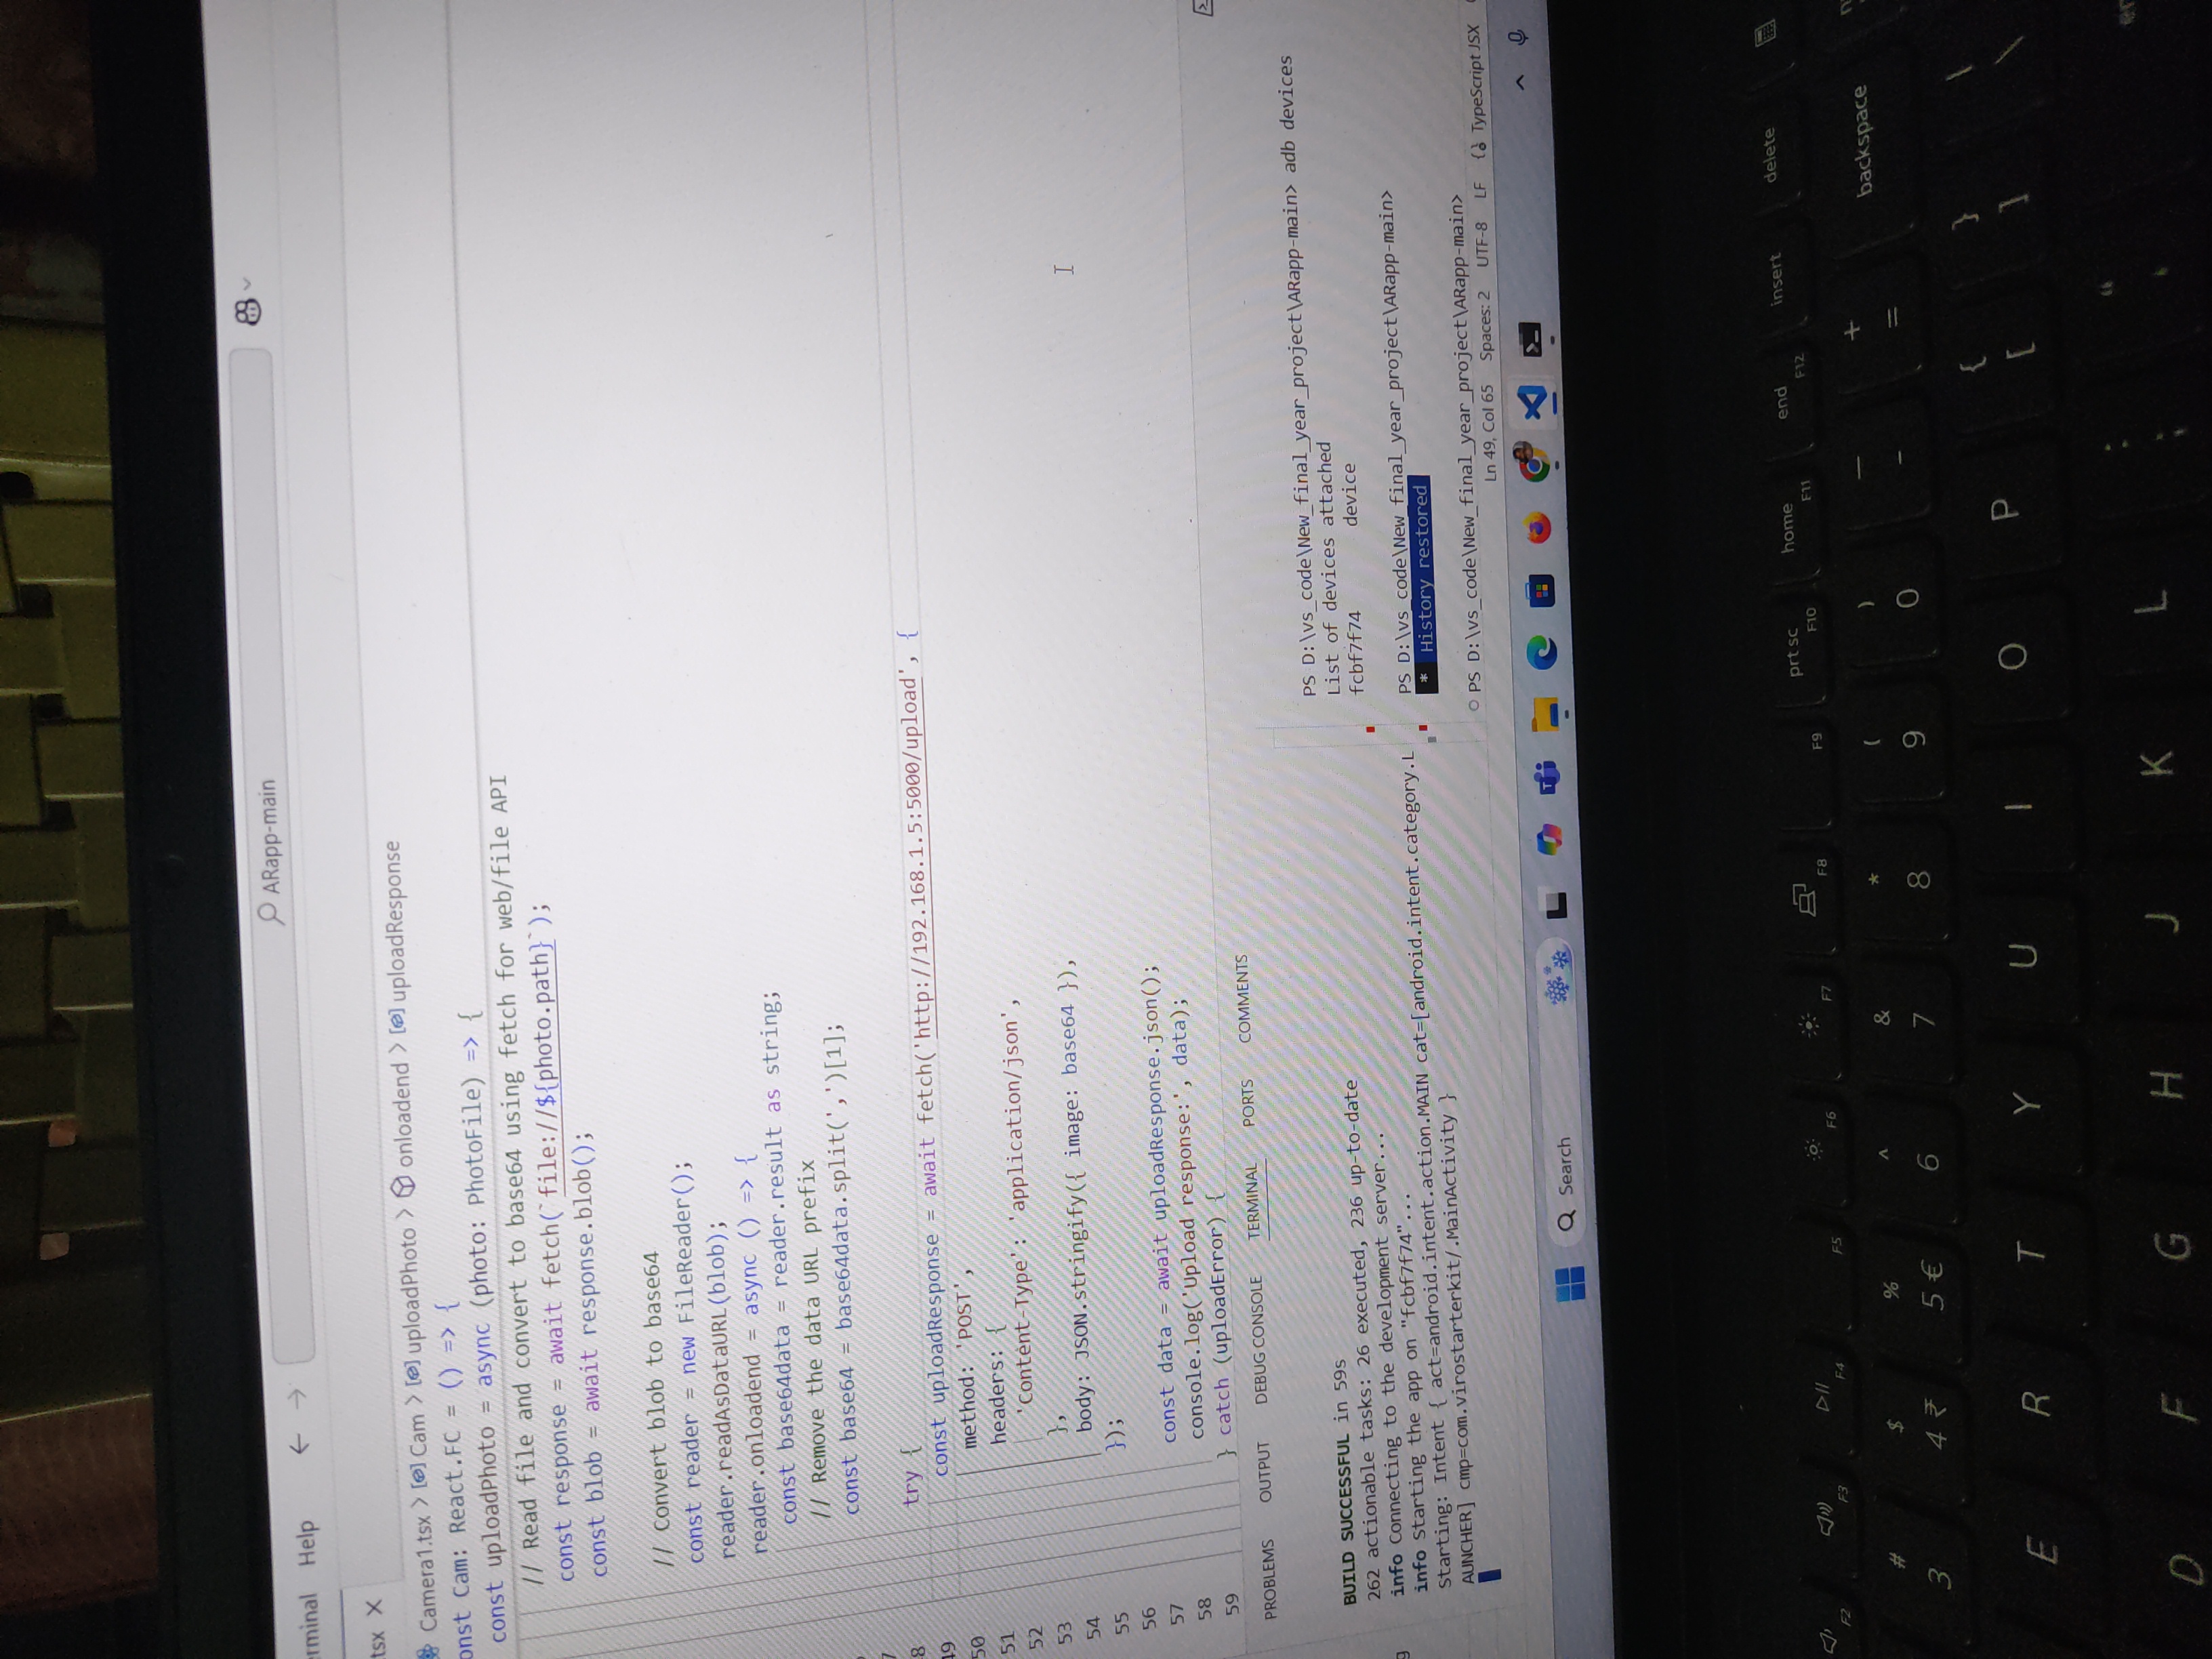 Help
ARapp-main
tsx
Camera1.tsx > Cam > uploadPhoto > onloadend > uploadResponse
onst Cam: React.FC = () => {
const uploadPhoto = async (photo: PhotoFile) => {
// Read file and convert to base64 using fetch for web/file API
const response = await fetch(`file://${photo.path}`);
const blob = await response.blob();
// Convert blob to base64
const reader = new FileReader();
reader.readAsDataURL(blob);
reader.onloadend = async () => {
const base64data = reader.result as string;
// Remove the data URL prefix
const base64 = base64data.split(',')[1];
7
8 try {
49 const uploadResponse = await fetch('http://192.168.1.5:5000/upload', {
50 method: 'POST',
51 headers: {
52 'Content-Type': 'application/json',
53 },
54 body: JSON.stringify({ image: base64 }),
55 });
56
57 const data = await uploadResponse.json();
58 console.log('Upload response:', data);
59 } catch (uploadError) {
PROBLEMS OUTPUT DEBUG CONSOLE TERMINAL PORTS COMMENTS
BUILD SUCCESSFUL in 59s
262 actionable tasks: 26 executed, 236 up-to-date
info Connecting to the development server...
info Starting the app on "fcbf7f74"...
Starting: Intent { act=android.intent.action.MAIN cat=[android.intent.category.L
AUNCHER] cmp=com.virostarterkit/.MainActivity }
PS D:\vs_code\New_final_year_project\ARapp-main> adb devices
List of devices attached
fcbf7f74 device
PS D:\vs_code\New_final_year_project\ARapp-main>
* History restored
PS D:\vs_code\New_final_year_project\ARapp-main>
Ln 49, Col 65 Spaces: 2 UTF-8 LF TypeScript JSX
Search
F2 F3 F4 F5 F6 F7 F8 F9 prt sc F10 home F11 end F12 insert delete
# 3 $ 4 ₹ % 5 € ^ 6 & 7 * 8 ( 9 ) 0 — - + = backspace
E R T Y U I O P { [ } ] | \
D F G H J K L : ;